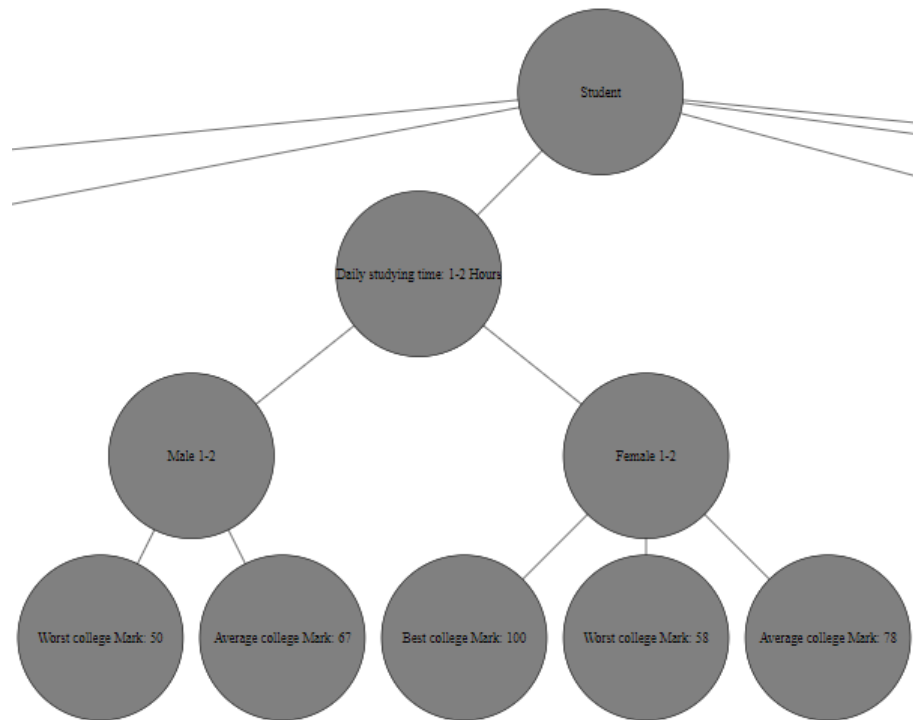 Student
Daily studying time: 1-2 Hours
Male 1-2
Female 1-2
Worst college Mark: 50
Average college Mark: 67
Best college Mark: 100
Worst college Mark: 58
Average college Mark: 78